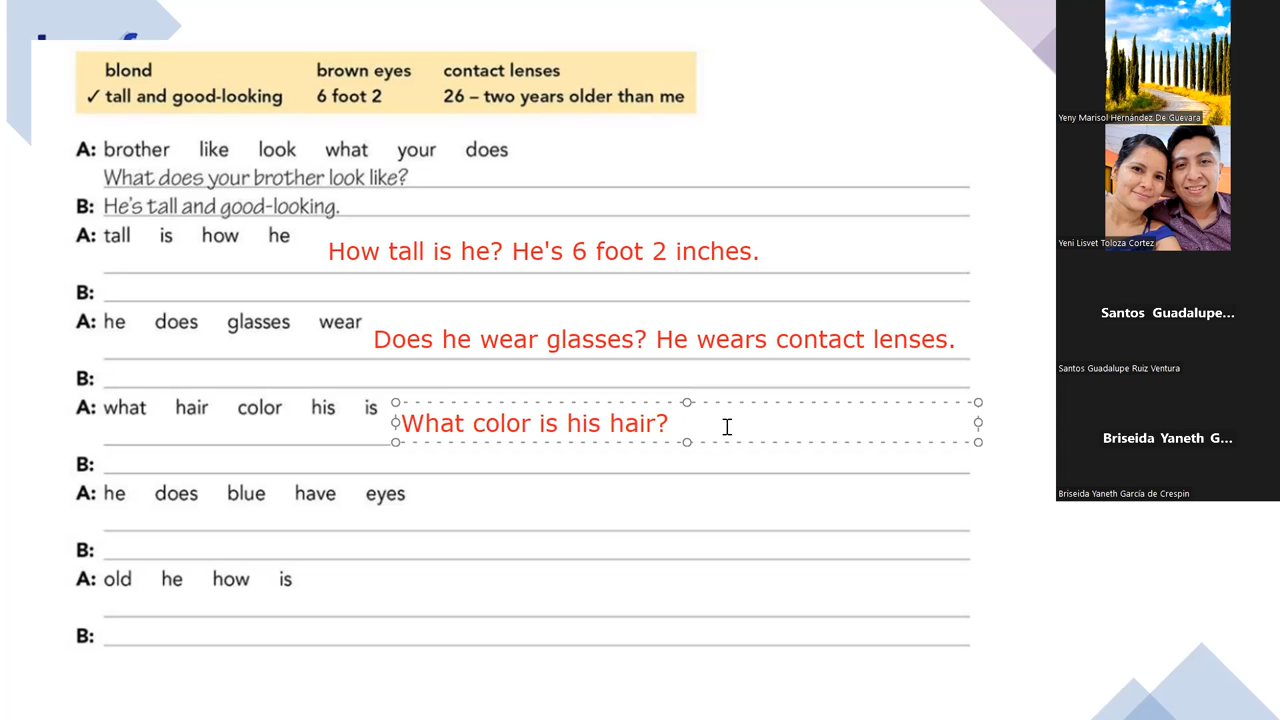 blond brown eyes contact lenses
✓ tall and good-looking 6 foot 2 26 – two years older than me
A: brother like look what your does
What does your brother look like?
B: He's tall and good-looking.
A: tall is how he
How tall is he? He's 6 foot 2 inches.
B:
A: he does glasses wear
Does he wear glasses? He wears contact lenses.
B:
A: what hair color his is
What color is his hair?
B:
A: he does blue have eyes
B:
A: old he how is
B:
Yeny Marisol Hernández De Guevara
Yeni Lisvet Toloza Cortez
Santos Guadalupe...
Santos Guadalupe Ruiz Ventura
Briseida Yaneth G...
Briseida Yaneth García de Crespin